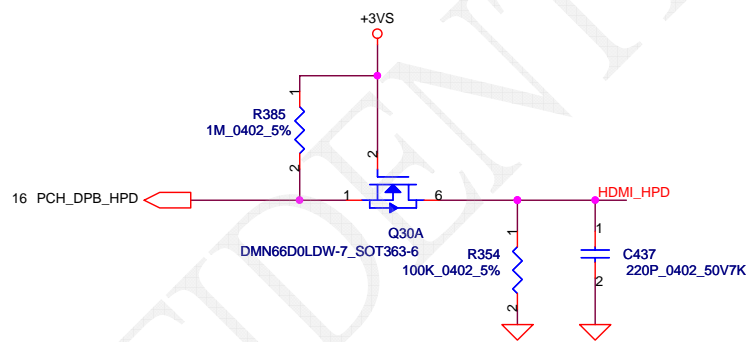 +3VS
1
R385
1M_0402_5%
2
2
16 PCH_DPB_HPD
1
6
HDMI_HPD
Q30A
DMN66D0LDW-7_SOT363-6
1
R354
100K_0402_5%
2
1
C437
220P_0402_50V7K
2